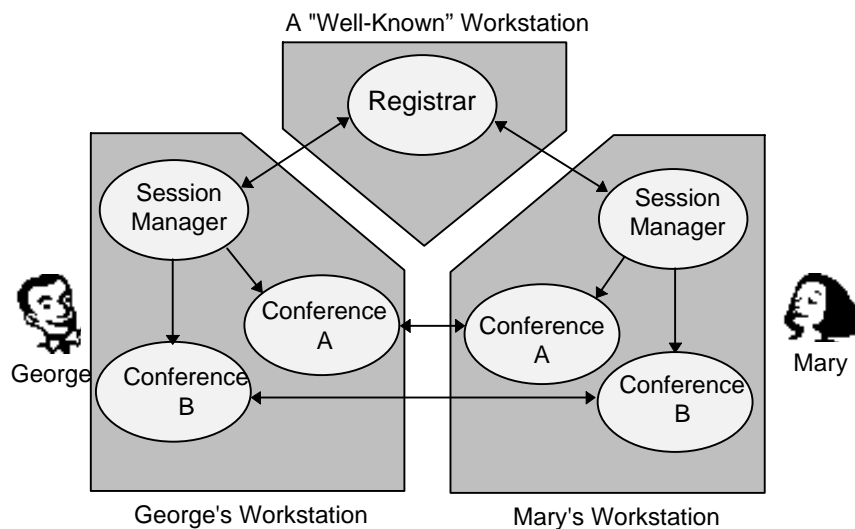 A "Well-Known” Workstation
Registrar
Session
Manager
Session
Manager
Conference
A
Conference
A
Conference
B
Conference
B
George
Mary
George's Workstation
Mary's Workstation